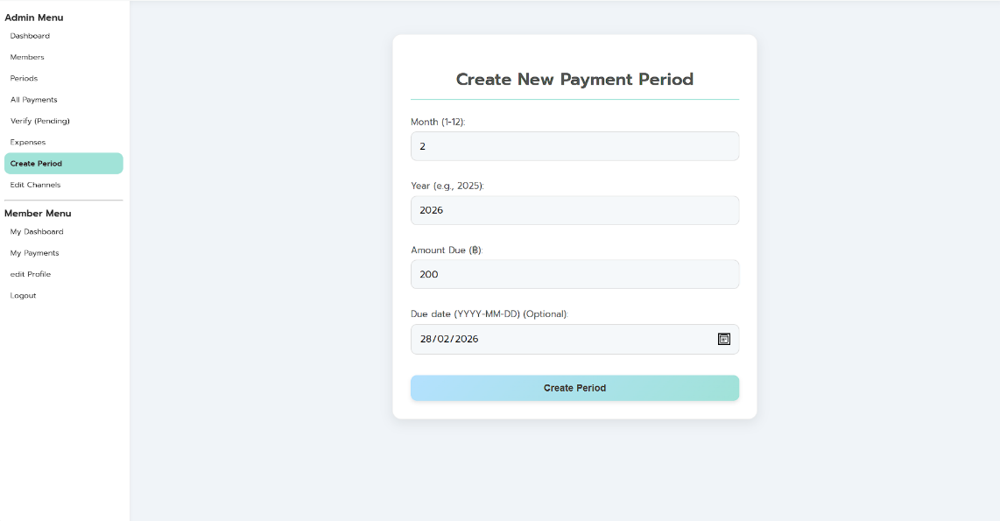 Admin Menu
Dashboard
Members
Periods
All Payments
Verify (Pending)
Expenses
Create Period
Edit Channels
Member Menu
My Dashboard
My Payments
edit Profile
Logout
Create New Payment Period
Month (1-12):
2
Year (e.g., 2025):
2026
Amount Due (฿):
200
Due date (YYYY-MM-DD) (Optional):
28/02/2026
Create Period